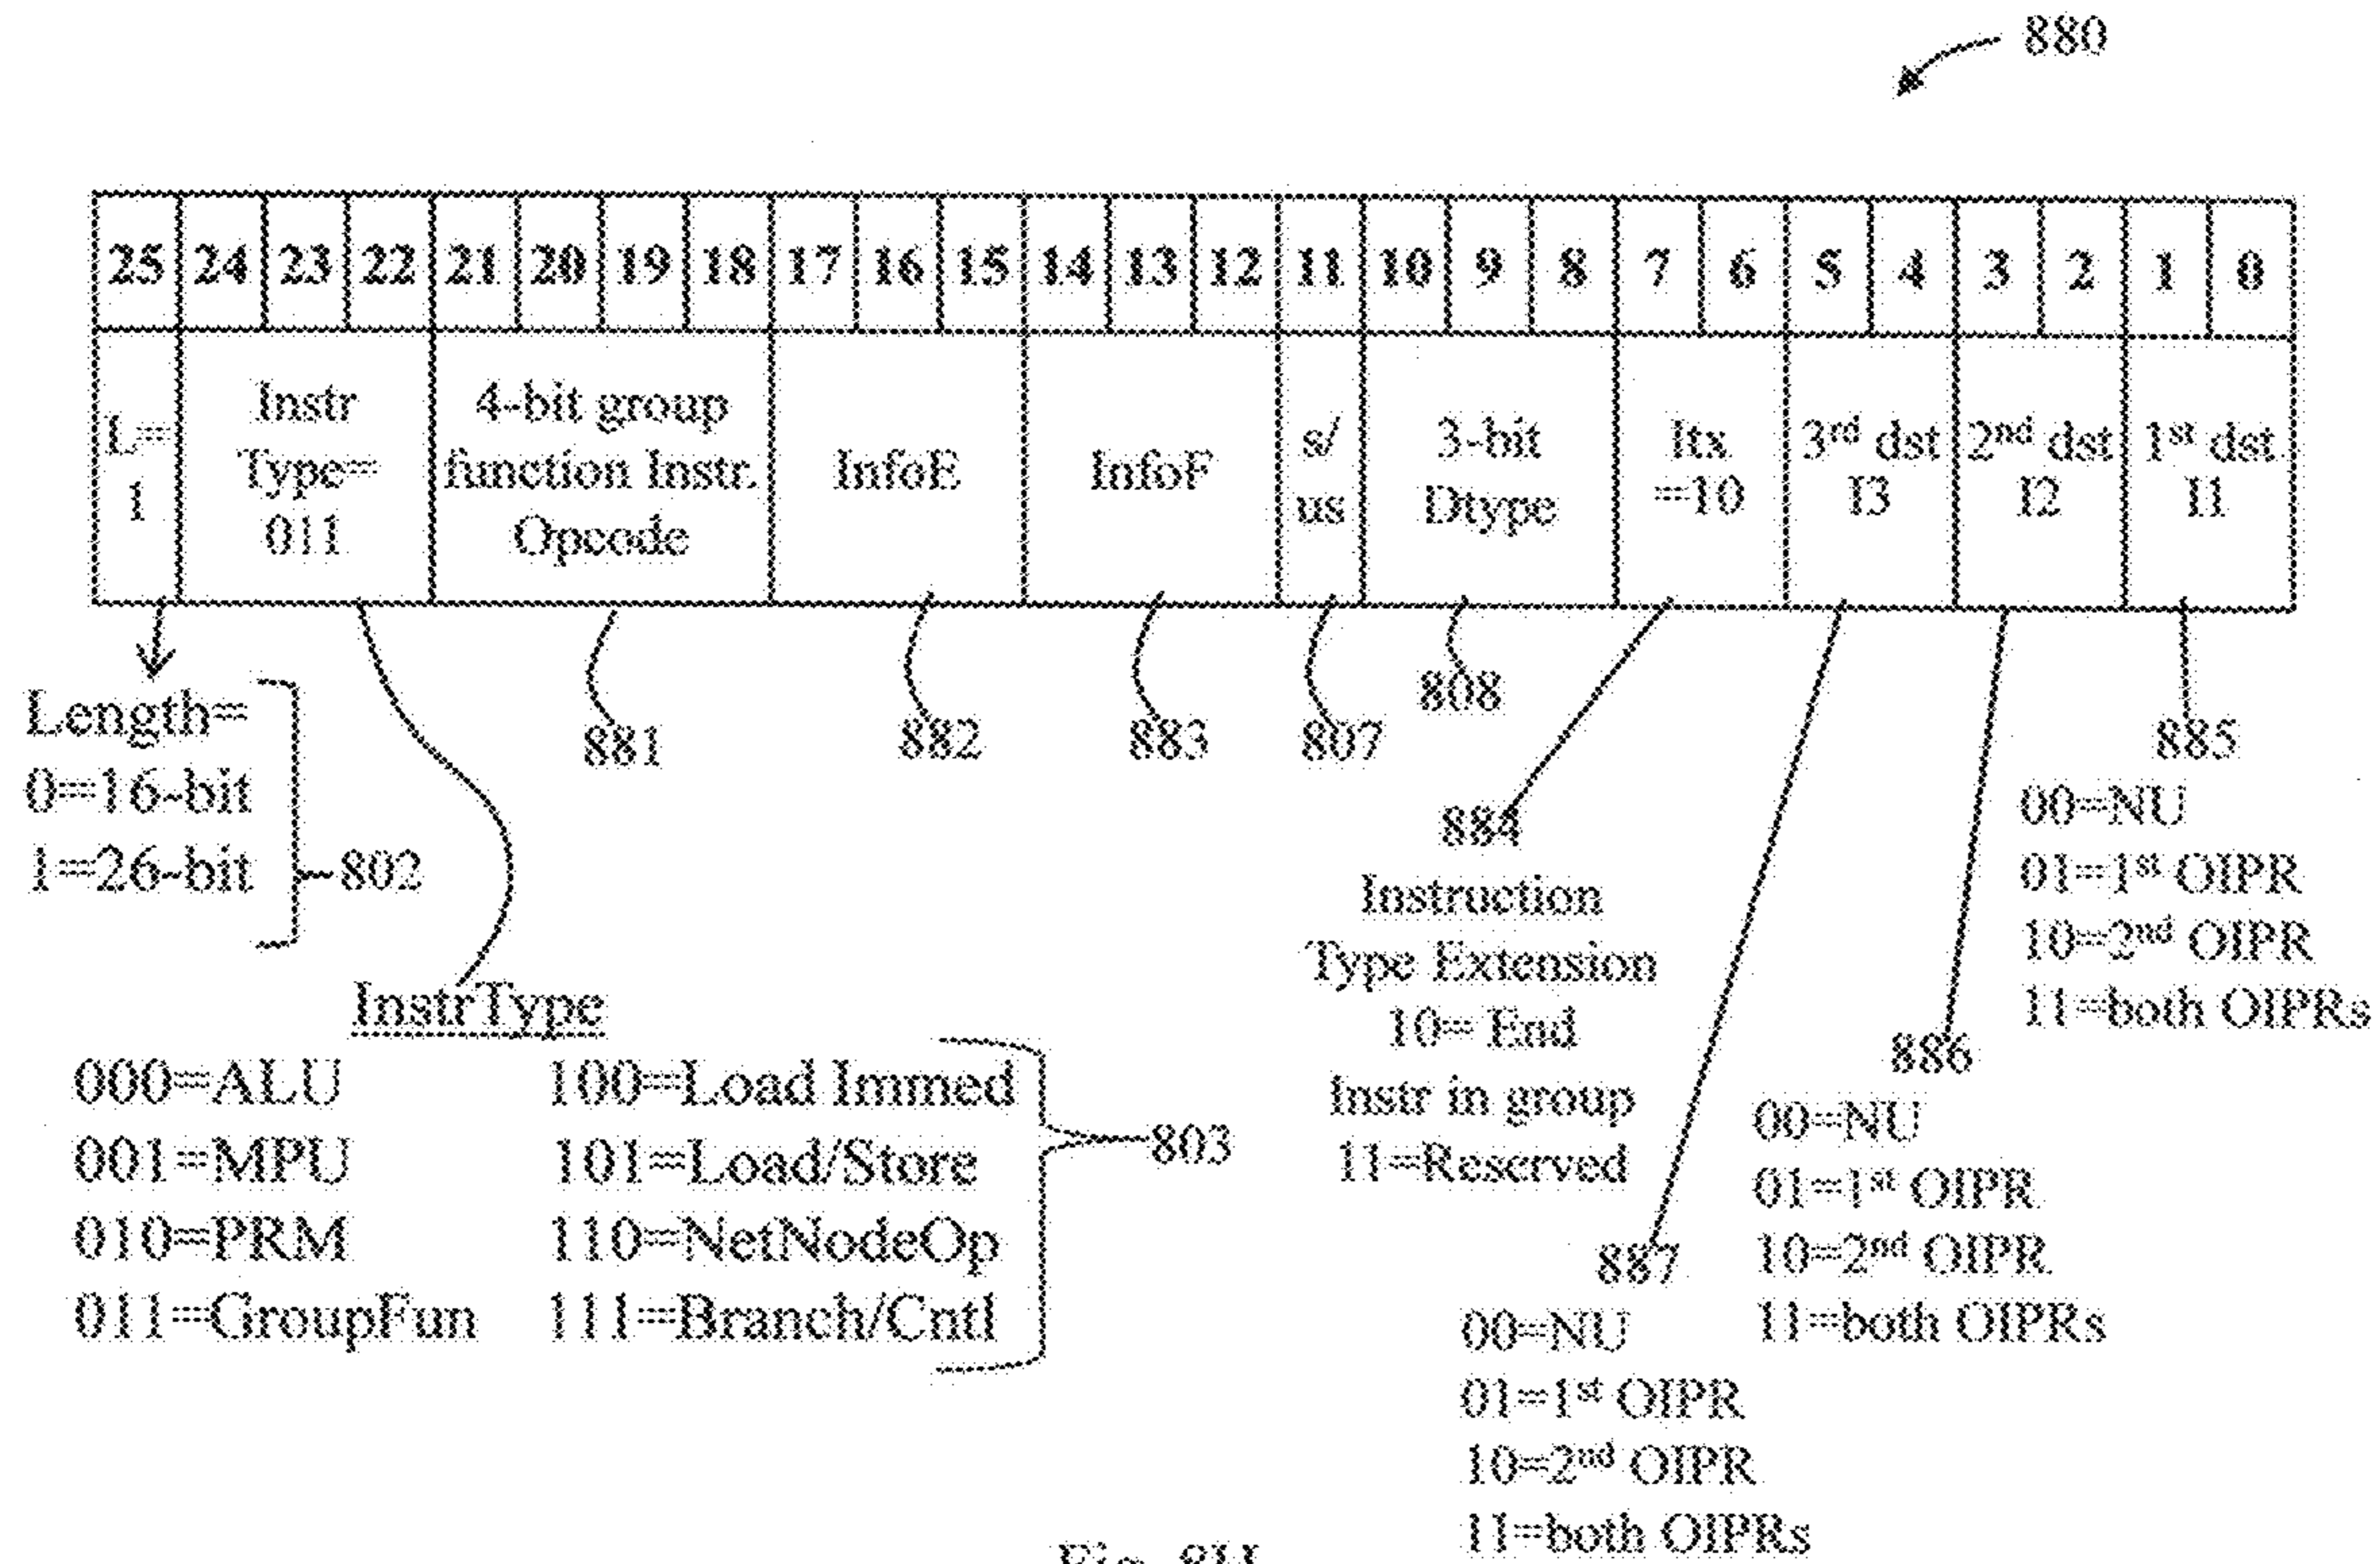 880
25 24 23 22 21 20 19 18 17 16 15 14 13 12 11 10 9 8 7 6 5 4 3 2 1 0
L=
1
Instr
Type=
011
4-bit group
function Instr.
Opcode
InfoE
InfoF
s/
us
3-bit
Dtype
Itx
=10
3rd dst
I3
2nd dst
I2
1st dst
I1
Length=
0=16-bit
1=26-bit
802
881
882
883
807
808
884
Instruction
Type Extension
10= End
Instr in group
11=Reserved
885
00=NU
01=1st OIPR
10=2nd OIPR
11=both OIPRs
886
00=NU
01=1st OIPR
10=2nd OIPR
11=both OIPRs
887
00=NU
01=1st OIPR
10=2nd OIPR
11=both OIPRs
InstrType
000=ALU 100=Load Immed
001=MPU 101=Load/Store
010=PRM 110=NetNodeOp
011=GroupFun 111=Branch/Cntl
803